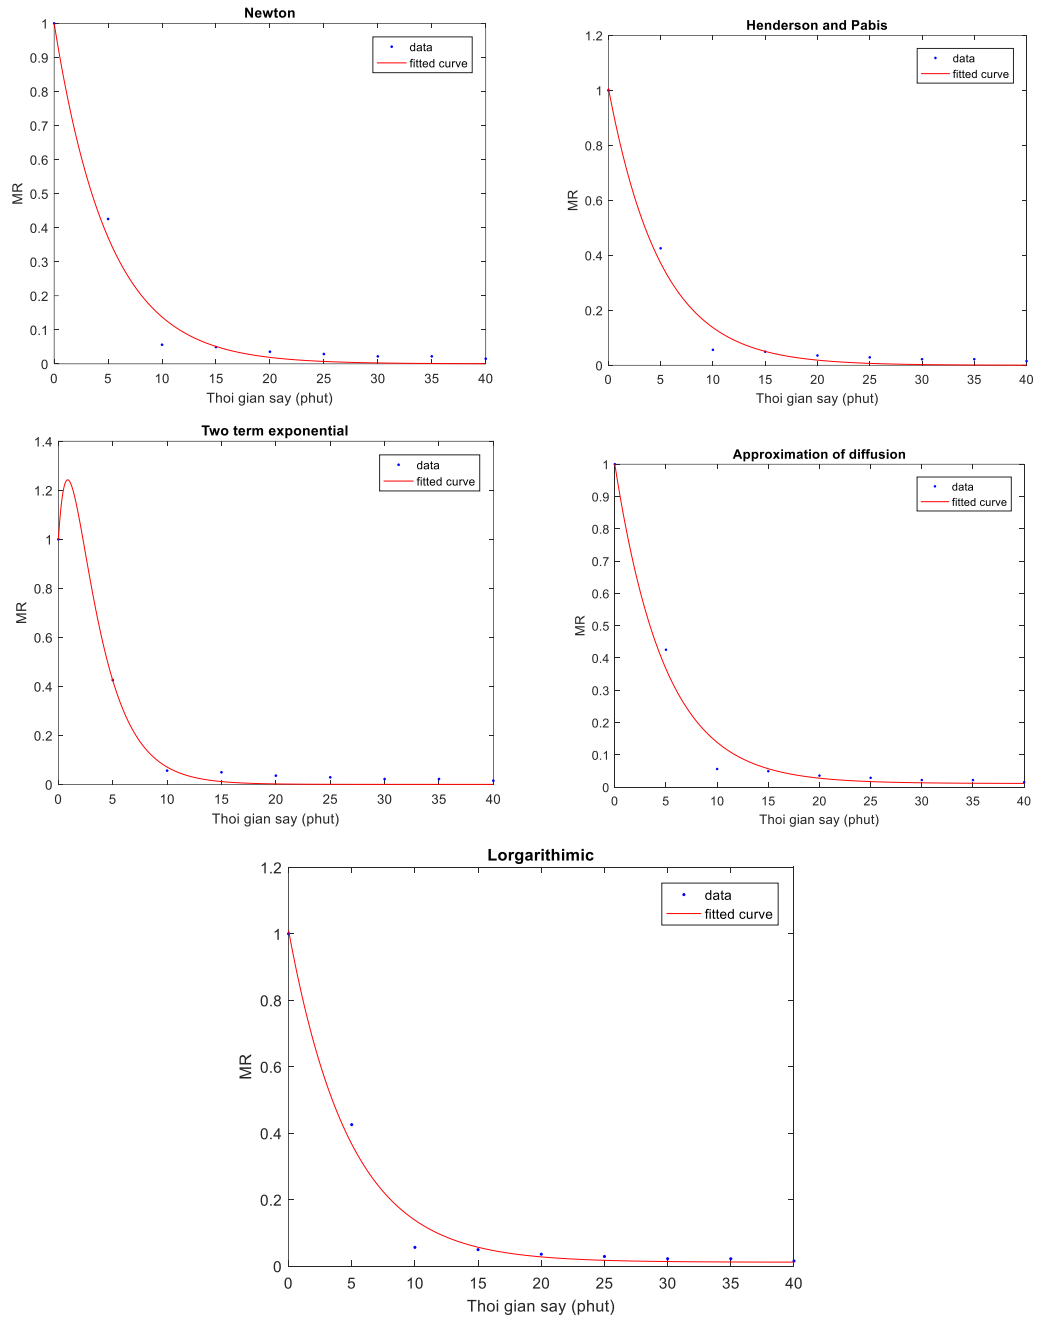 Newton
data
fitted curve
1
0.9
0.8
0.7
0.6
0.5
0.4
0.3
0.2
0.1
0
MR
0 5 10 15 20 25 30 35 40
Thoi gian say (phut)
Henderson and Pabis
data
fitted curve
1.2
1
0.8
0.6
0.4
0.2
0
MR
0 5 10 15 20 25 30 35 40
Thoi gian say (phut)
Two term exponential
data
fitted curve
1.4
1.2
1
0.8
0.6
0.4
0.2
0
MR
0 5 10 15 20 25 30 35 40
Thoi gian say (phut)
Approximation of diffusion
data
fitted curve
1
0.9
0.8
0.7
0.6
0.5
0.4
0.3
0.2
0.1
0
MR
0 5 10 15 20 25 30 35 40
Thoi gian say (phut)
Lorgarithimic
data
fitted curve
1.2
1
0.8
0.6
0.4
0.2
0
MR
0 5 10 15 20 25 30 35 40
Thoi gian say (phut)